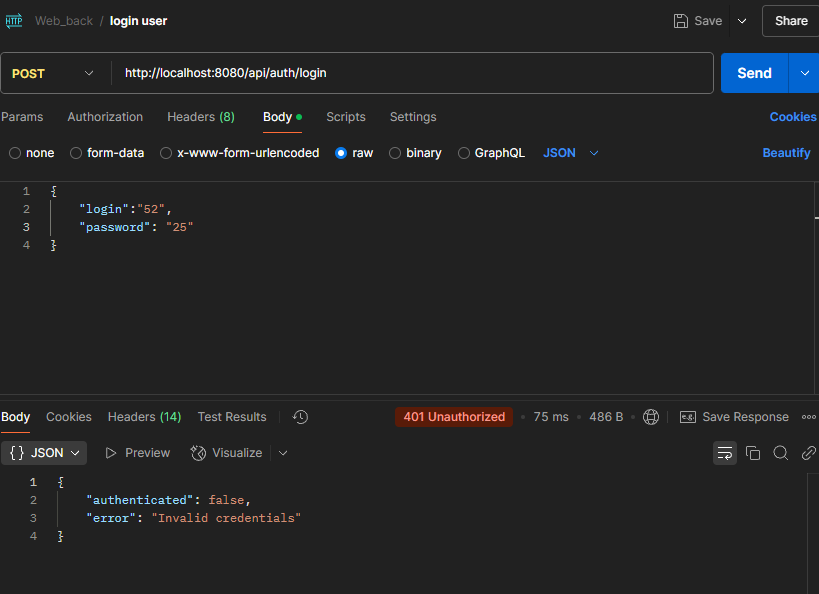 HTTP Web_back / login user Save Share
POST http://localhost:8080/api/auth/login Send
Params Authorization Headers (8) Body Scripts Settings Cookies
none form-data x-www-form-urlencoded raw binary GraphQL JSON Beautify
1 {
2 "login":"52",
3 "password": "25"
4 }
Body Cookies Headers (14) Test Results 401 Unauthorized • 75 ms • 486 B • e.g. Save Response
{} JSON Preview Visualize
1 {
2 "authenticated": false,
3 "error": "Invalid credentials"
4 }